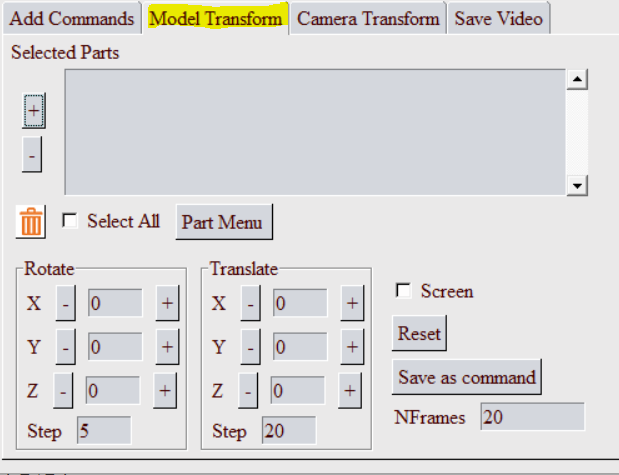 Add Commands Model Transform Camera Transform Save Video
Selected Parts
+
-
Select All Part Menu
Rotate
X - 0 +
Y - 0 +
Z - 0 +
Step 5
Translate
X - 0 +
Y - 0 +
Z - 0 +
Step 20
Screen
Reset
Save as command
NFrames 20